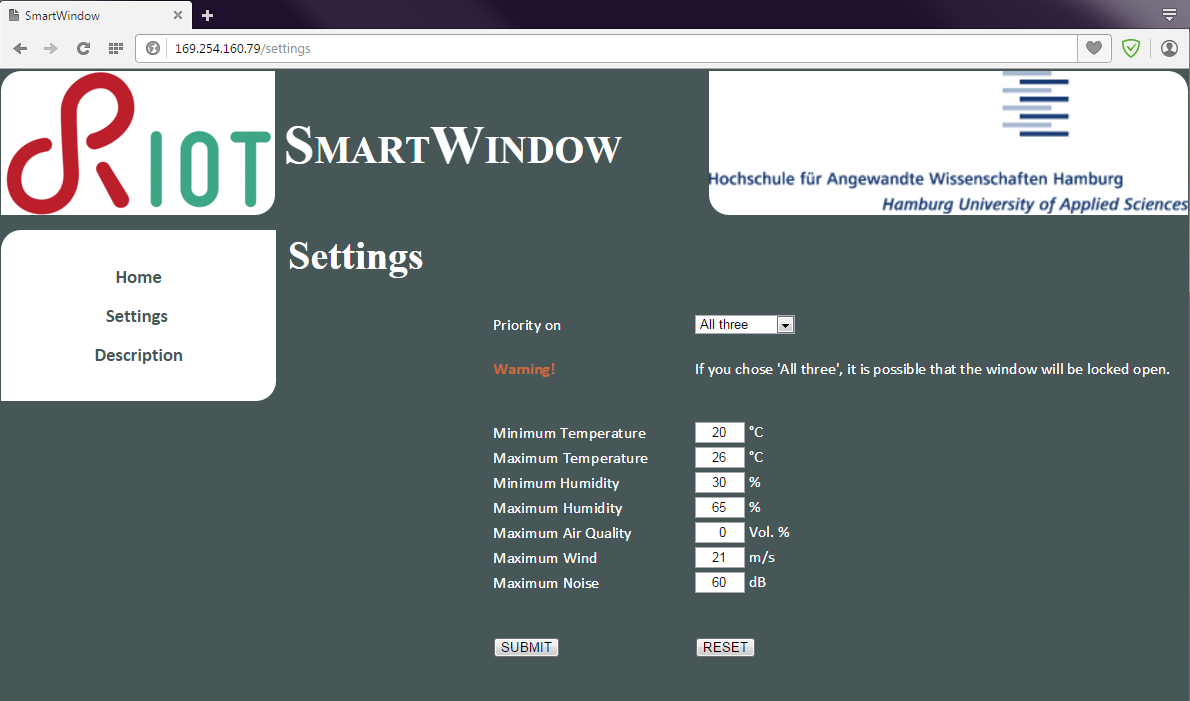 SmartWindow
169.254.160.79/settings
RIOT
SmartWindow
Hochschule für Angewandte Wissenschaften Hamburg
Hamburg University of Applied Sciences
Home
Settings
Description
Settings
Priority on All three
Warning! If you chose 'All three', it is possible that the window will be locked open.
Minimum Temperature 20 °C
Maximum Temperature 26 °C
Minimum Humidity 30 %
Maximum Humidity 65 %
Maximum Air Quality 0 Vol. %
Maximum Wind 21 m/s
Maximum Noise 60 dB
SUBMIT RESET